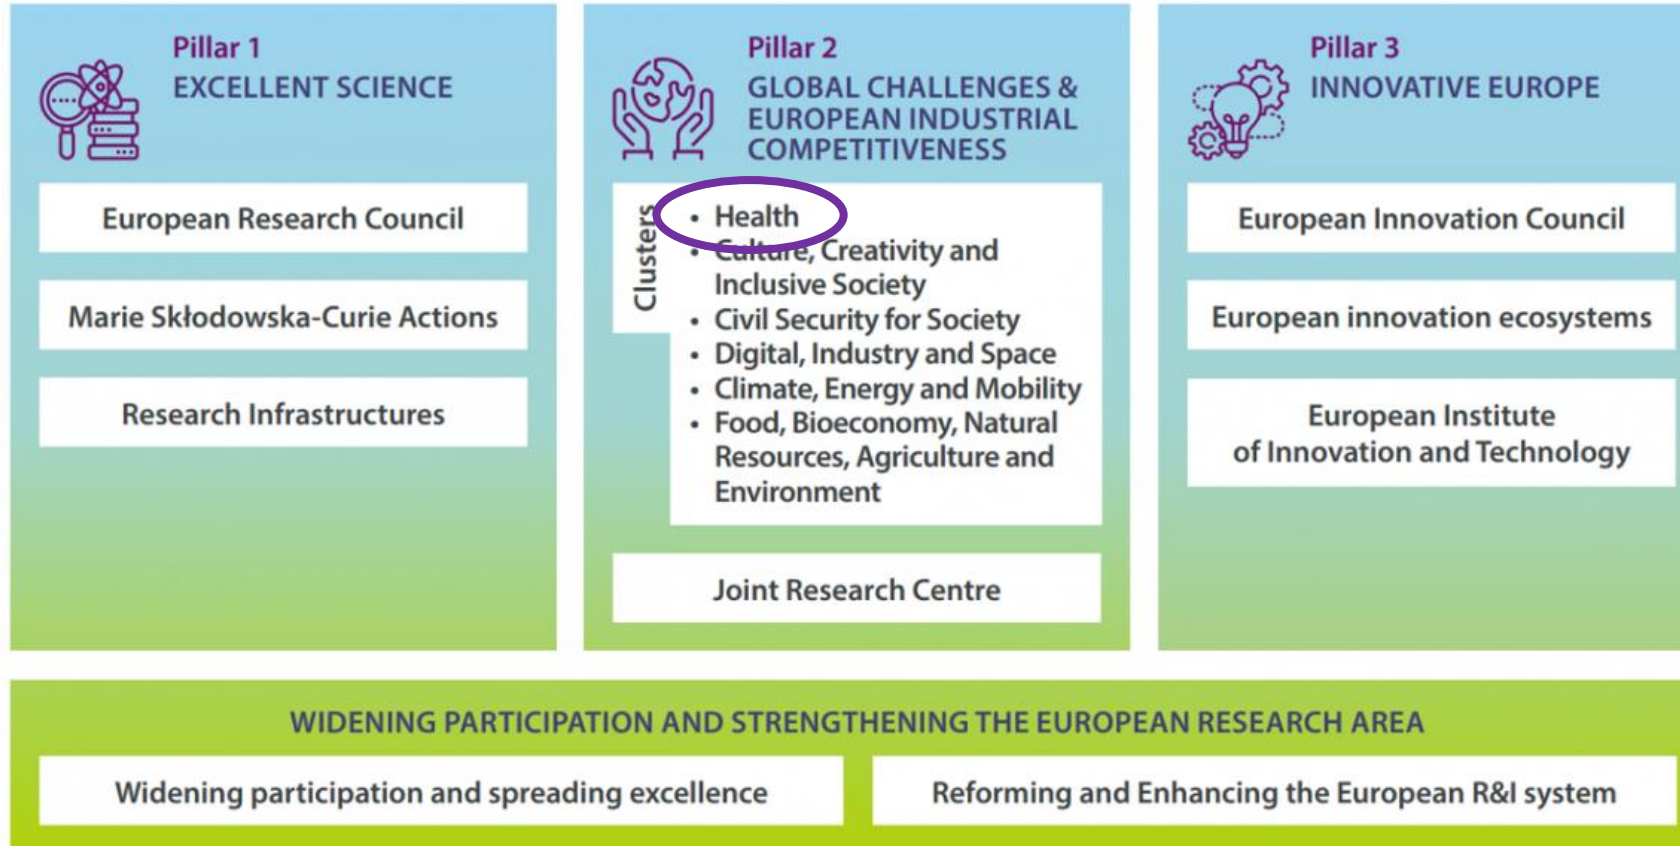 Pillar 1
EXCELLENT SCIENCE
European Research Council
Marie Skłodowska-Curie Actions
Research Infrastructures
Pillar 2
GLOBAL CHALLENGES &
EUROPEAN INDUSTRIAL
COMPETITIVENESS
Clusters
• Health
• Culture, Creativity and
Inclusive Society
• Civil Security for Society
• Digital, Industry and Space
• Climate, Energy and Mobility
• Food, Bioeconomy, Natural
Resources, Agriculture and
Environment
Joint Research Centre
Pillar 3
INNOVATIVE EUROPE
European Innovation Council
European innovation ecosystems
European Institute
of Innovation and Technology
WIDENING PARTICIPATION AND STRENGTHENING THE EUROPEAN RESEARCH AREA
Widening participation and spreading excellence
Reforming and Enhancing the European R&I system